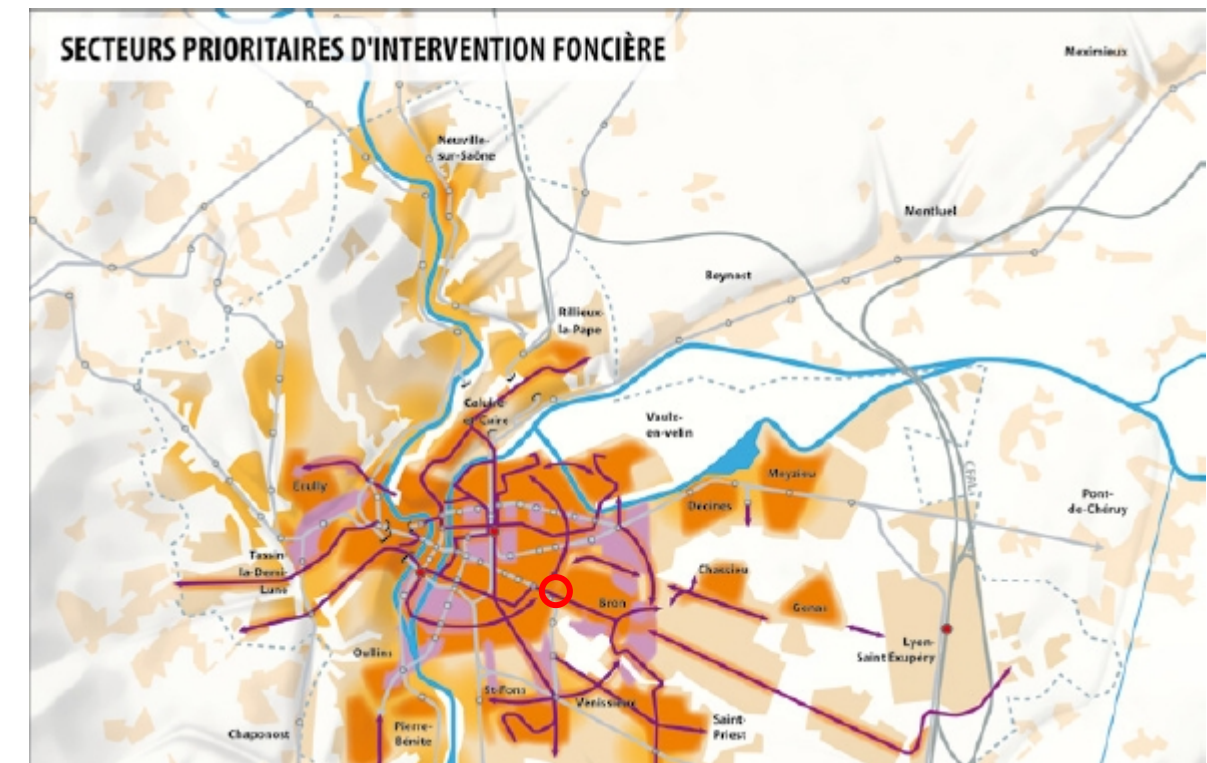 SECTEURS PRIORITAIRES D'INTERVENTION FONCIÈRE
Meximieux
Neuville-
sur-Saône
Montluel
Beynost
Rillieux-
la-Pape
Caluire-
et-Cuire
Vaulx-
en-velin
CFAL
Ecully
Meyzieu
Décines
Pont-
de-Chéruy
Tassin-
la-Demi-
Lune
Chassieu
Bron
Genas
Lyon-
Saint Exupéry
Oullins
St-Fons
Venissieux
Chaponost
Pierre-
Bénite
Saint-
Priest